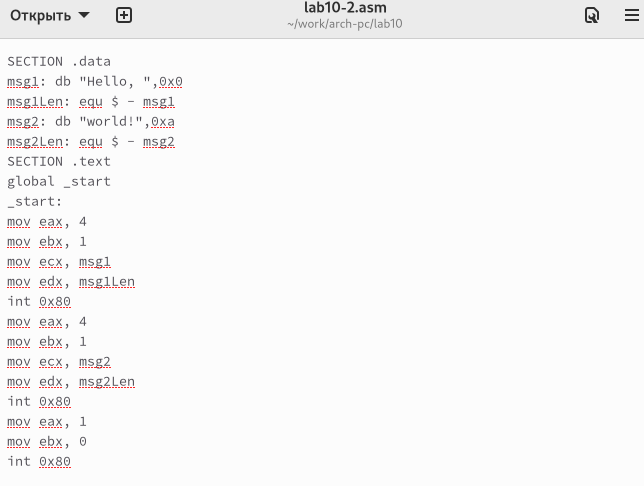 Открыть
lab10-2.asm
~/work/arch-pc/lab10
SECTION .data
msg1: db "Hello, ",0x0
msg1Len: equ $ - msg1
msg2: db "world!",0xa
msg2Len: equ $ - msg2
SECTION .text
global _start
_start:
mov eax, 4
mov ebx, 1
mov ecx, msg1
mov edx, msg1Len
int 0x80
mov eax, 4
mov ebx, 1
mov ecx, msg2
mov edx, msg2Len
int 0x80
mov eax, 1
mov ebx, 0
int 0x80